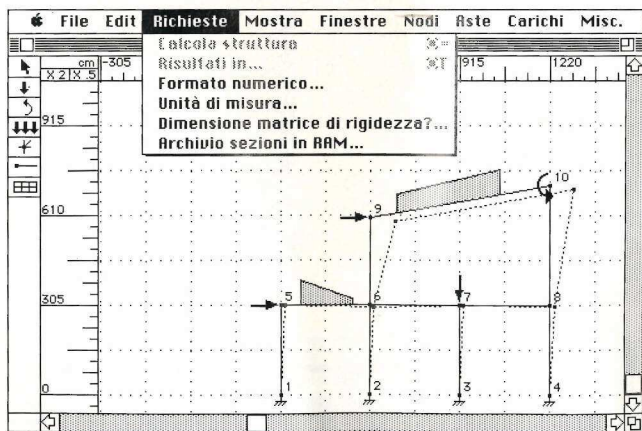 File Edit Richieste Mostra Finestre Nodi Aste Carichi Misc.
Calcola struttura ⌘=
Risultati in... ⌘T
Formato numerico...
Unità di misura...
Dimensione matrice di rigidezza?...
Archivio sezioni in RAM...
cm -305 915 1220
X 2 X .5
915
10
610 9
305 5 6 7 8
0 1 2 3 4